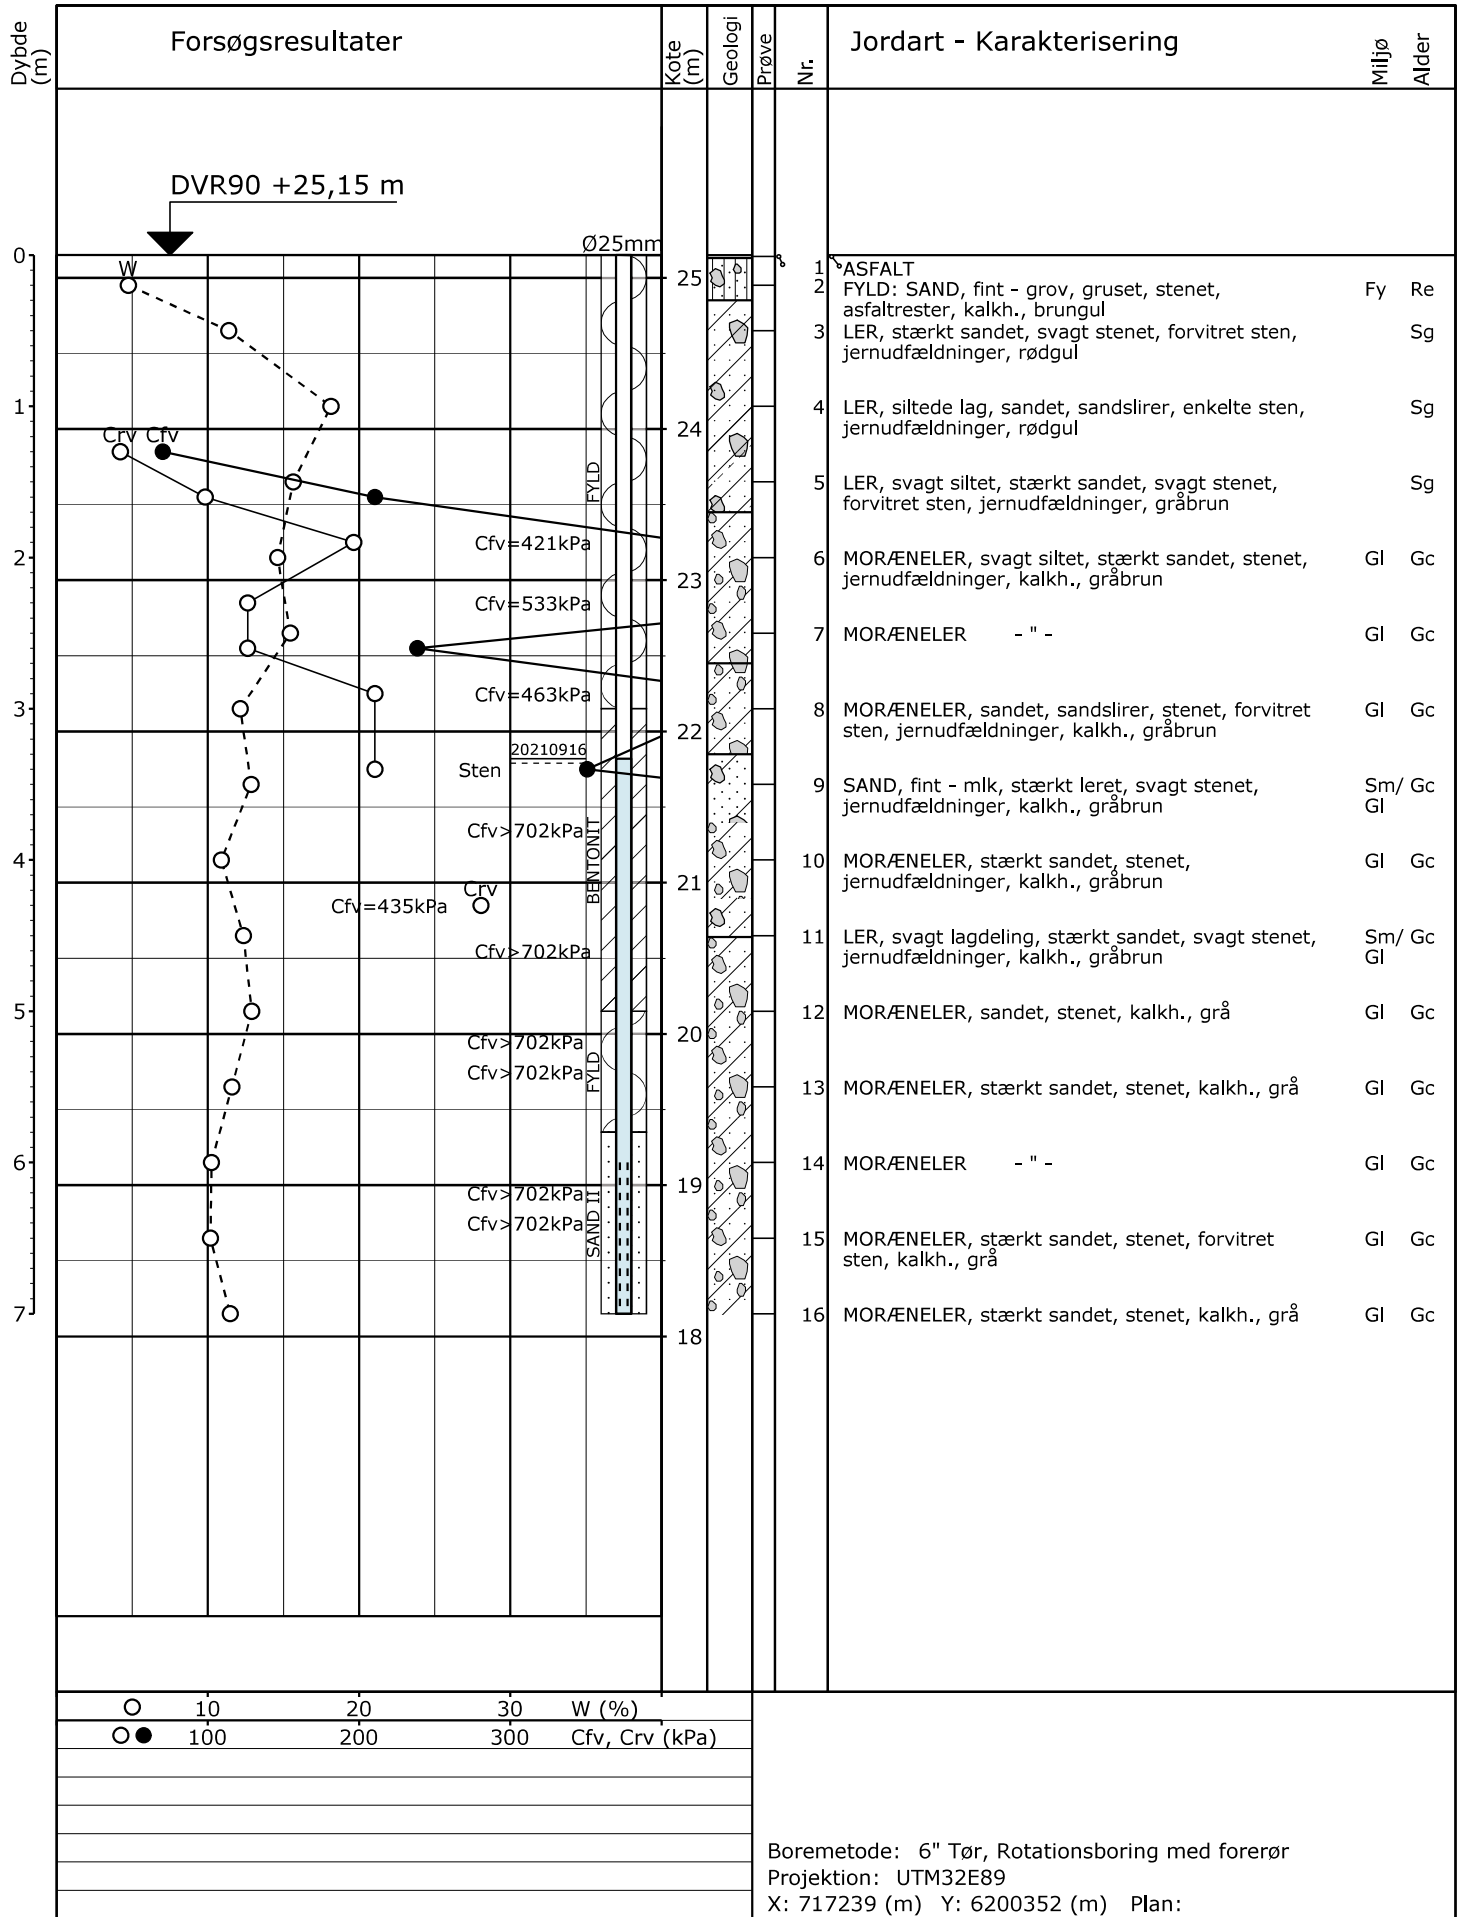 Dybde (m)
Forsøgsresultater
Kote (m)
Geologi
Prøve
Nr.
Jordart - Karakterisering
Miljø
Alder
DVR90 +25,15 m
Ø25mm
0
W
25
1 ASFALT
2 FYLD: SAND, fint - grov, gruset, stenet, Fy Re
asfaltrester, kalkh., brungul
3 LER, stærkt sandet, svagt stenet, forvitret sten, Sg
jernudfældninger, rødgul
1
4 LER, siltede lag, sandet, sandslirer, enkelte sten, Sg
jernudfældninger, rødgul
24
Crv Cfv
FYLD
5 LER, svagt siltet, stærkt sandet, svagt stenet, Sg
forvitret sten, jernudfældninger, gråbrun
Cfv=421kPa
2
6 MORÆNELER, svagt siltet, stærkt sandet, stenet, Gl Gc
jernudfældninger, kalkh., gråbrun
23
Cfv=533kPa
7 MORÆNELER - " - Gl Gc
Cfv=463kPa
3
8 MORÆNELER, sandet, sandslirer, stenet, forvitret Gl Gc
sten, jernudfældninger, kalkh., gråbrun
22
20210916
Sten
9 SAND, fint - mlk, stærkt leret, svagt stenet, Sm/ Gc
jernudfældninger, kalkh., gråbrun Gl
Cfv>702kPa
BENTONIT
4
10 MORÆNELER, stærkt sandet, stenet, Gl Gc
jernudfældninger, kalkh., gråbrun
21
Crv
Cfv=435kPa
11 LER, svagt lagdeling, stærkt sandet, svagt stenet, Sm/ Gc
jernudfældninger, kalkh., gråbrun Gl
Cfv>702kPa
5
12 MORÆNELER, sandet, stenet, kalkh., grå Gl Gc
20
Cfv>702kPa
Cfv>702kPa
FYLD
13 MORÆNELER, stærkt sandet, stenet, kalkh., grå Gl Gc
6
14 MORÆNELER - " - Gl Gc
19
Cfv>702kPa
Cfv>702kPa
SAND II
15 MORÆNELER, stærkt sandet, stenet, forvitret Gl Gc
sten, kalkh., grå
7
16 MORÆNELER, stærkt sandet, stenet, kalkh., grå Gl Gc
18
10 20 30 W (%)
100 200 300 Cfv, Crv (kPa)
Boremetode: 6" Tør, Rotationsboring med forerør
Projektion: UTM32E89
X: 717239 (m) Y: 6200352 (m) Plan: